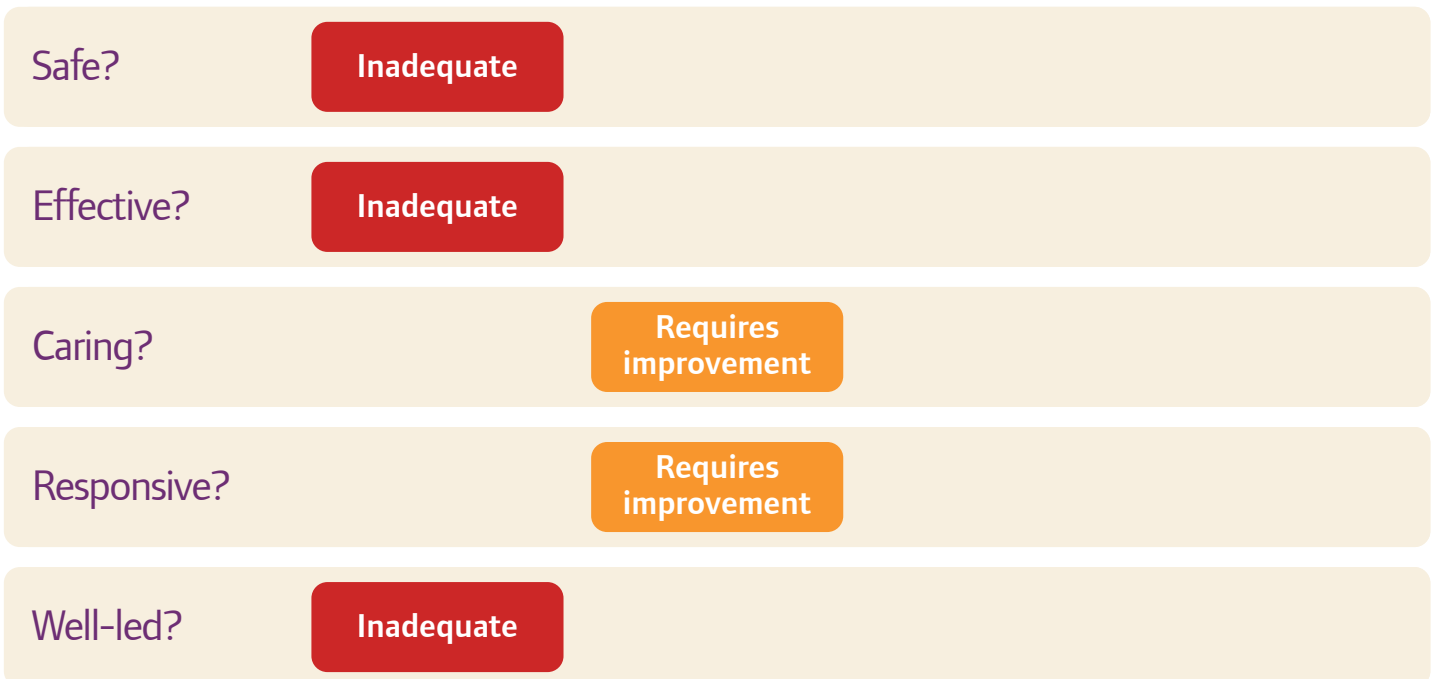 Safe?
Inadequate
Effective?
Inadequate
Caring?
Requires
improvement
Responsive?
Requires
improvement
Well-led?
Inadequate